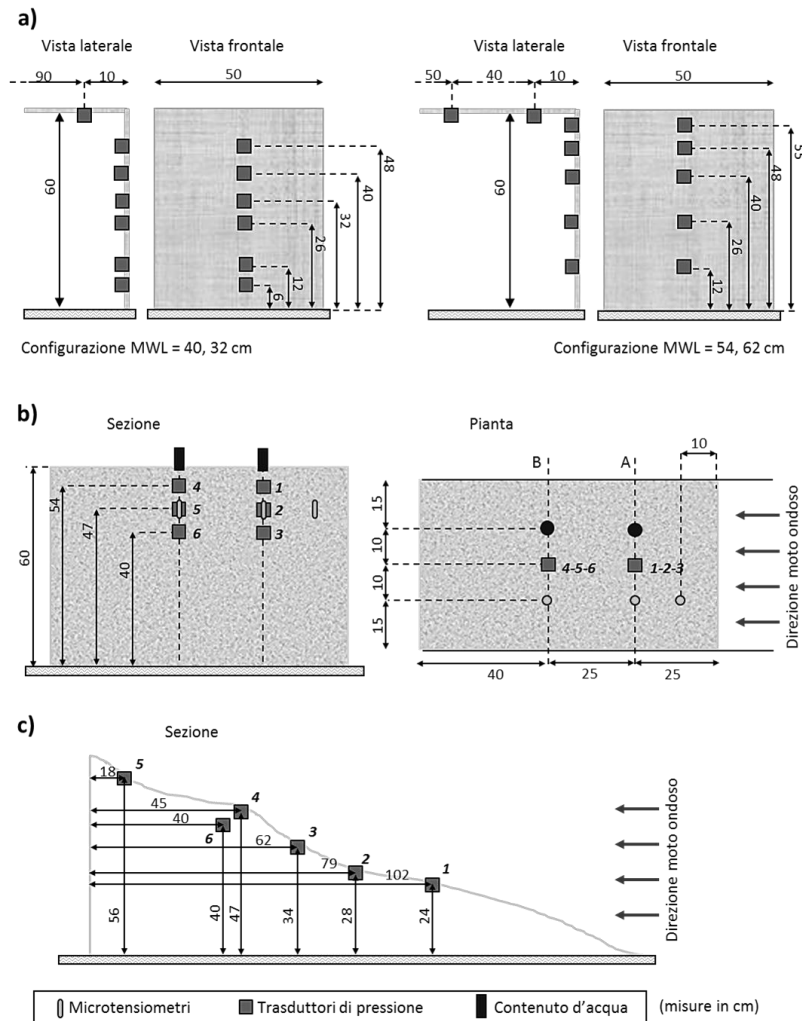 a)
Vista laterale
Vista frontale
90
10
50
60
48
40
32
26
12
6
Configurazione MWL = 40, 32 cm
Vista laterale
Vista frontale
50
40
10
50
60
55
48
40
26
12
Configurazione MWL = 54, 62 cm
b)
Sezione
60
54
47
40
4
5
6
1
2
3
Pianta
B
A
10
15
10
10
15
4-5-6
1-2-3
40
25
25
Direzione moto ondoso
c)
Sezione
18
5
45
4
40
6
62
3
79
2
102
1
56
40
47
34
28
24
Direzione moto ondoso
Microtensiometri
Trasduttori di pressione
Contenuto d'acqua
(misure in cm)